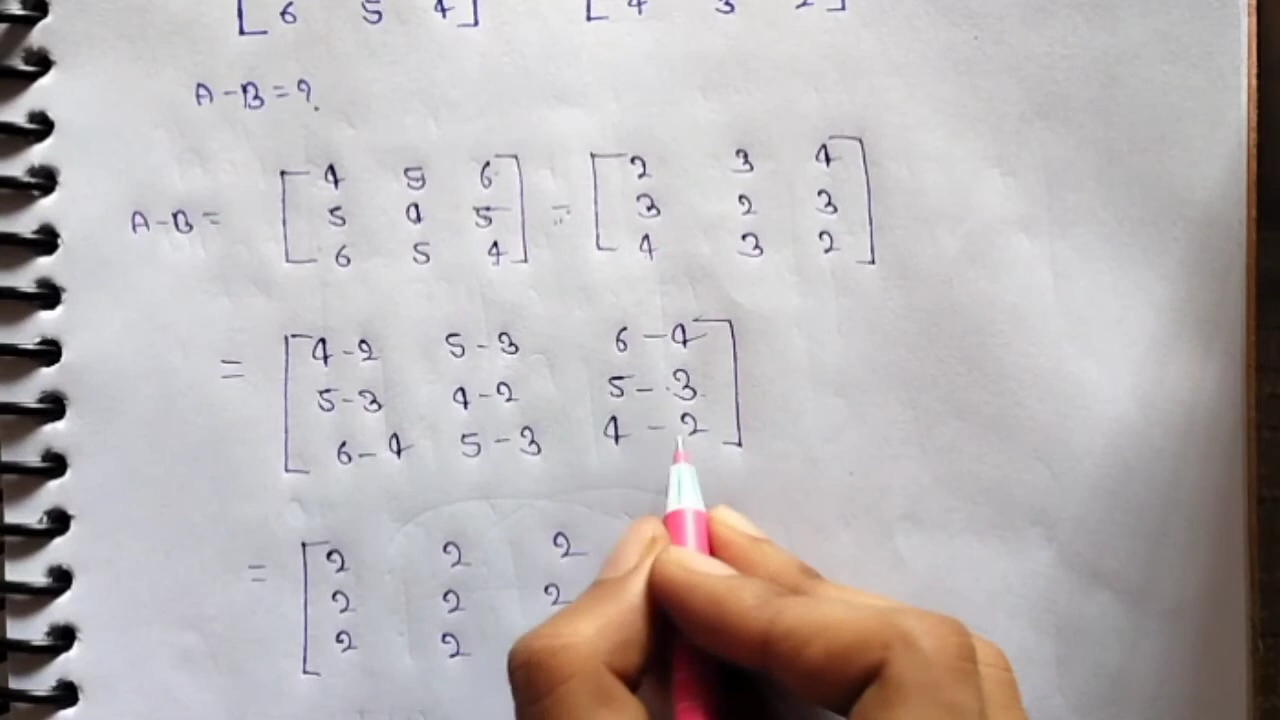 [ 6 5 4 ] [ 4 3 2 ]
A-B=?
[ 4 5 6 ] [ 2 3 4 ]
A-B= [ 5 4 5 ] - [ 3 2 3 ]
[ 6 5 4 ] [ 4 3 2 ]
[ 4-2 5-3 6-4 ]
= [ 5-3 4-2 5-3 ]
[ 6-4 5-3 4-2 ]
[ 2 2 2
= [ 2 2 2
[ 2 2